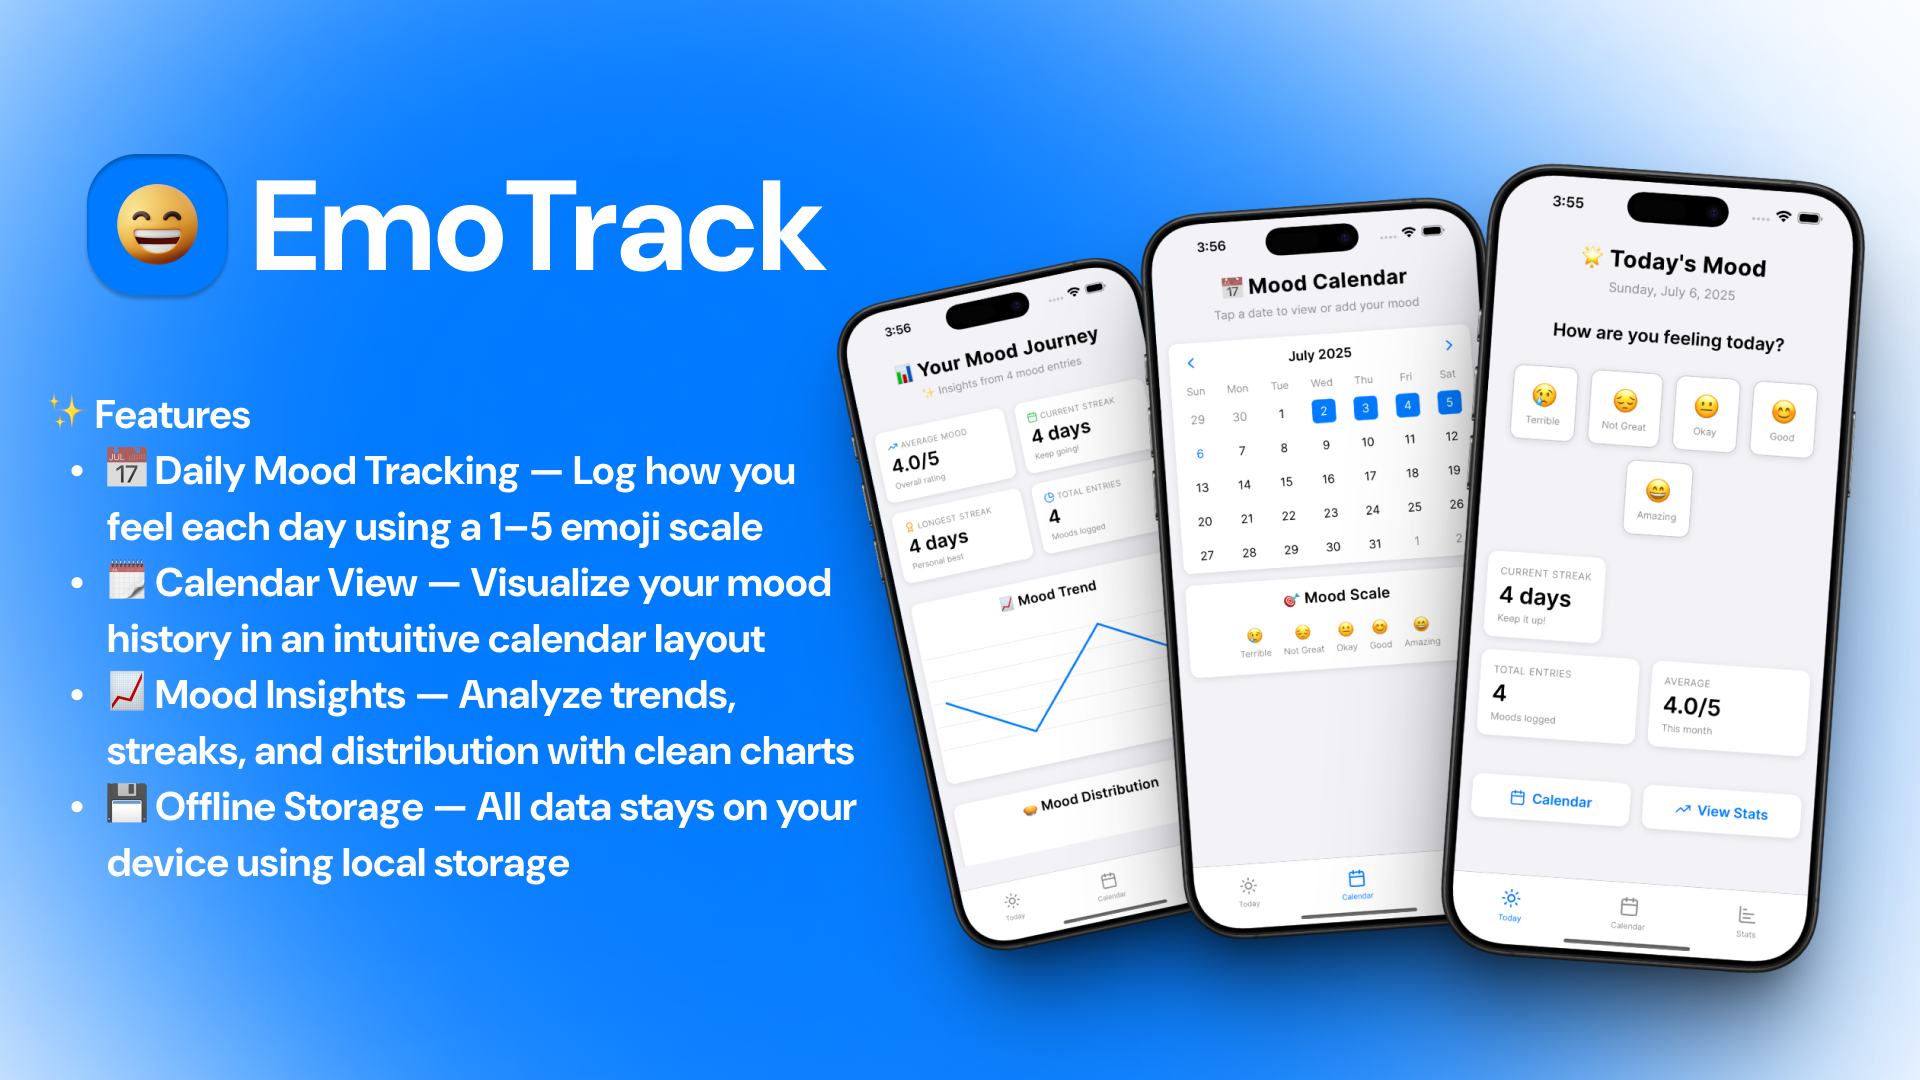 EmoTrack
✨ Features
• 📅 Daily Mood Tracking — Log how you
feel each day using a 1–5 emoji scale
• 🗓️ Calendar View — Visualize your mood
history in an intuitive calendar layout
• 📈 Mood Insights — Analyze trends,
streaks, and distribution with clean charts
• 💾 Offline Storage — All data stays on your
device using local storage
3:56
📊 Your Mood Journey
✨ Insights from 4 mood entries
AVERAGE MOOD
4.0/5
Overall rating
CURRENT STREAK
4 days
Keep going!
LONGEST STREAK
4 days
Personal best
TOTAL ENTRIES
4
Moods logged
📈 Mood Trend
🥧 Mood Distribution
Today
Calendar
3:56
📅 Mood Calendar
Tap a date to view or add your mood
July 2025
Sun Mon Tue Wed Thu Fri Sat
29 30 1 2 3 4 5
6 7 8 9 10 11 12
13 14 15 16 17 18 19
20 21 22 23 24 25 26
27 28 29 30 31 1 2
🎯 Mood Scale
Terrible Not Great Okay Good Amazing
Today
Calendar
3:55
🌟 Today's Mood
Sunday, July 6, 2025
How are you feeling today?
Terrible
Not Great
Okay
Good
Amazing
CURRENT STREAK
4 days
Keep it up!
TOTAL ENTRIES
4
Moods logged
AVERAGE
4.0/5
This month
Calendar
View Stats
Today
Calendar
Stats